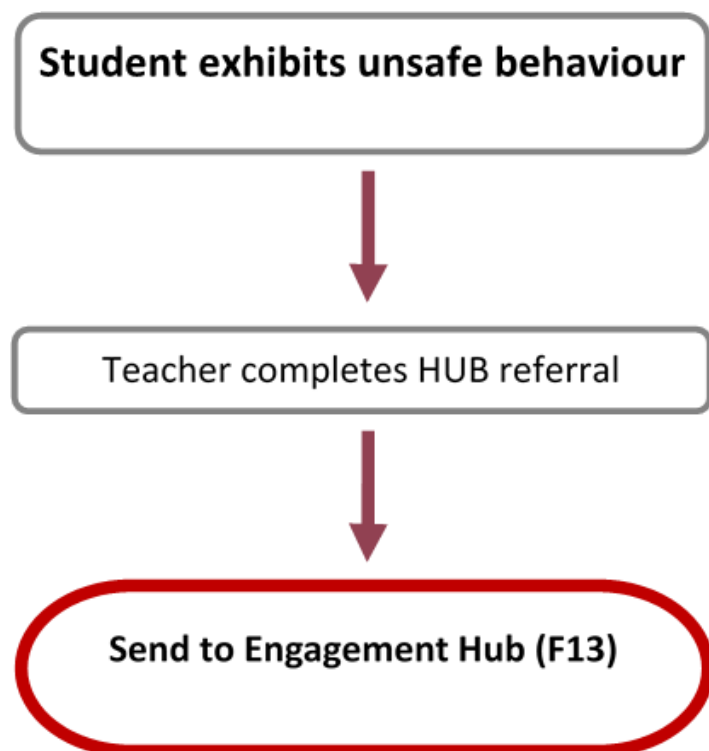 Student exhibits unsafe behaviour
Teacher completes HUB referral
Send to Engagement Hub (F13)